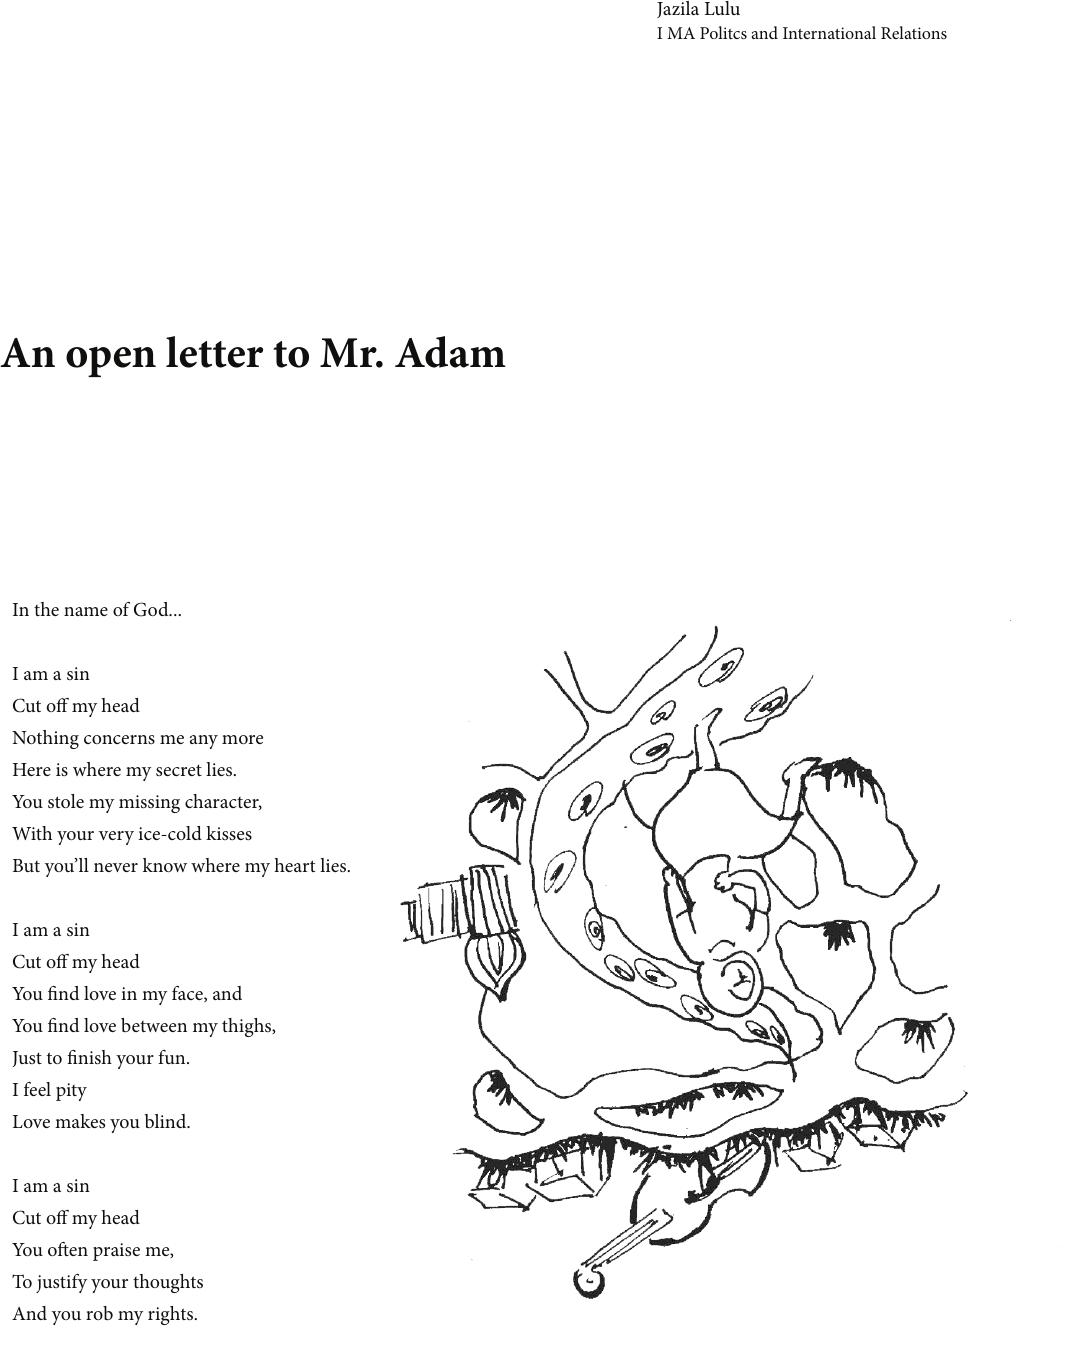 Jazila Lulu
I MA Politcs and International Relations
An open letter to Mr. Adam
In the name of God...
I am a sin
Cut off my head
Nothing concerns me any more
Here is where my secret lies.
You stole my missing character,
With your very ice-cold kisses
But you’ll never know where my heart lies.
I am a sin
Cut off my head
You find love in my face, and
You find love between my thighs,
Just to finish your fun.
I feel pity
Love makes you blind.
I am a sin
Cut off my head
You often praise me,
To justify your thoughts
And you rob my rights.